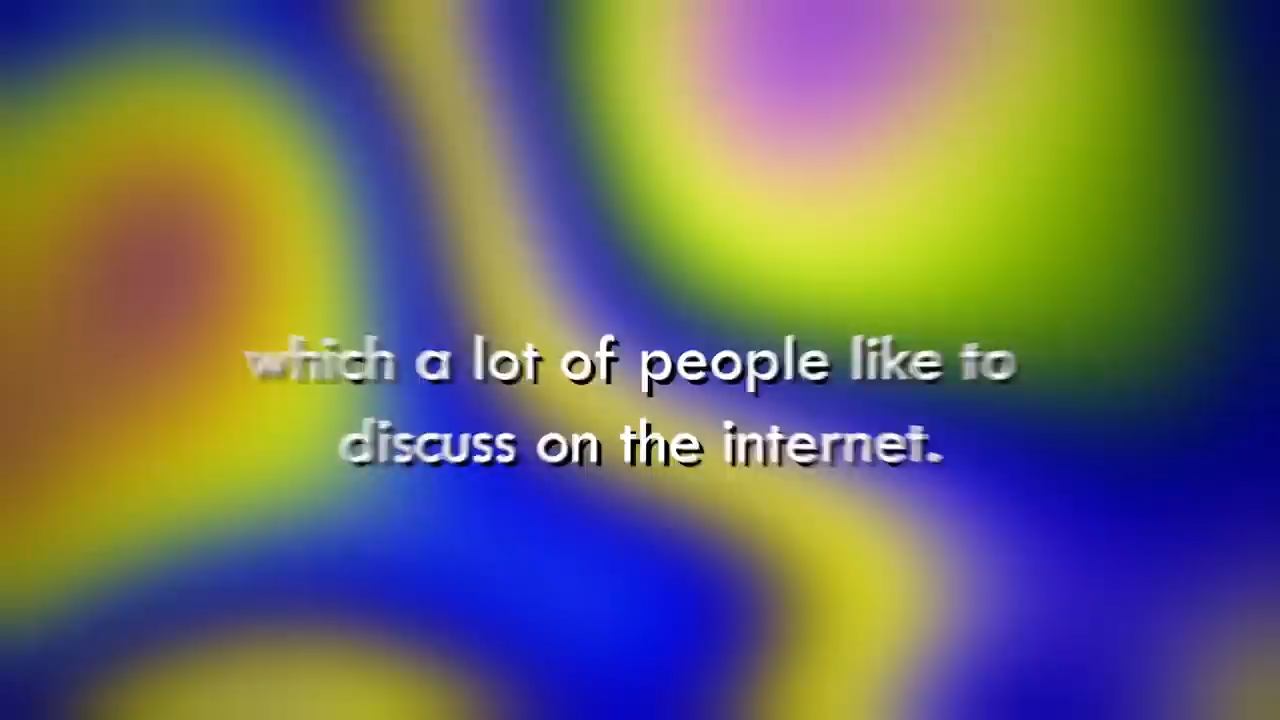 which a lot of people like to
discuss on the internet.